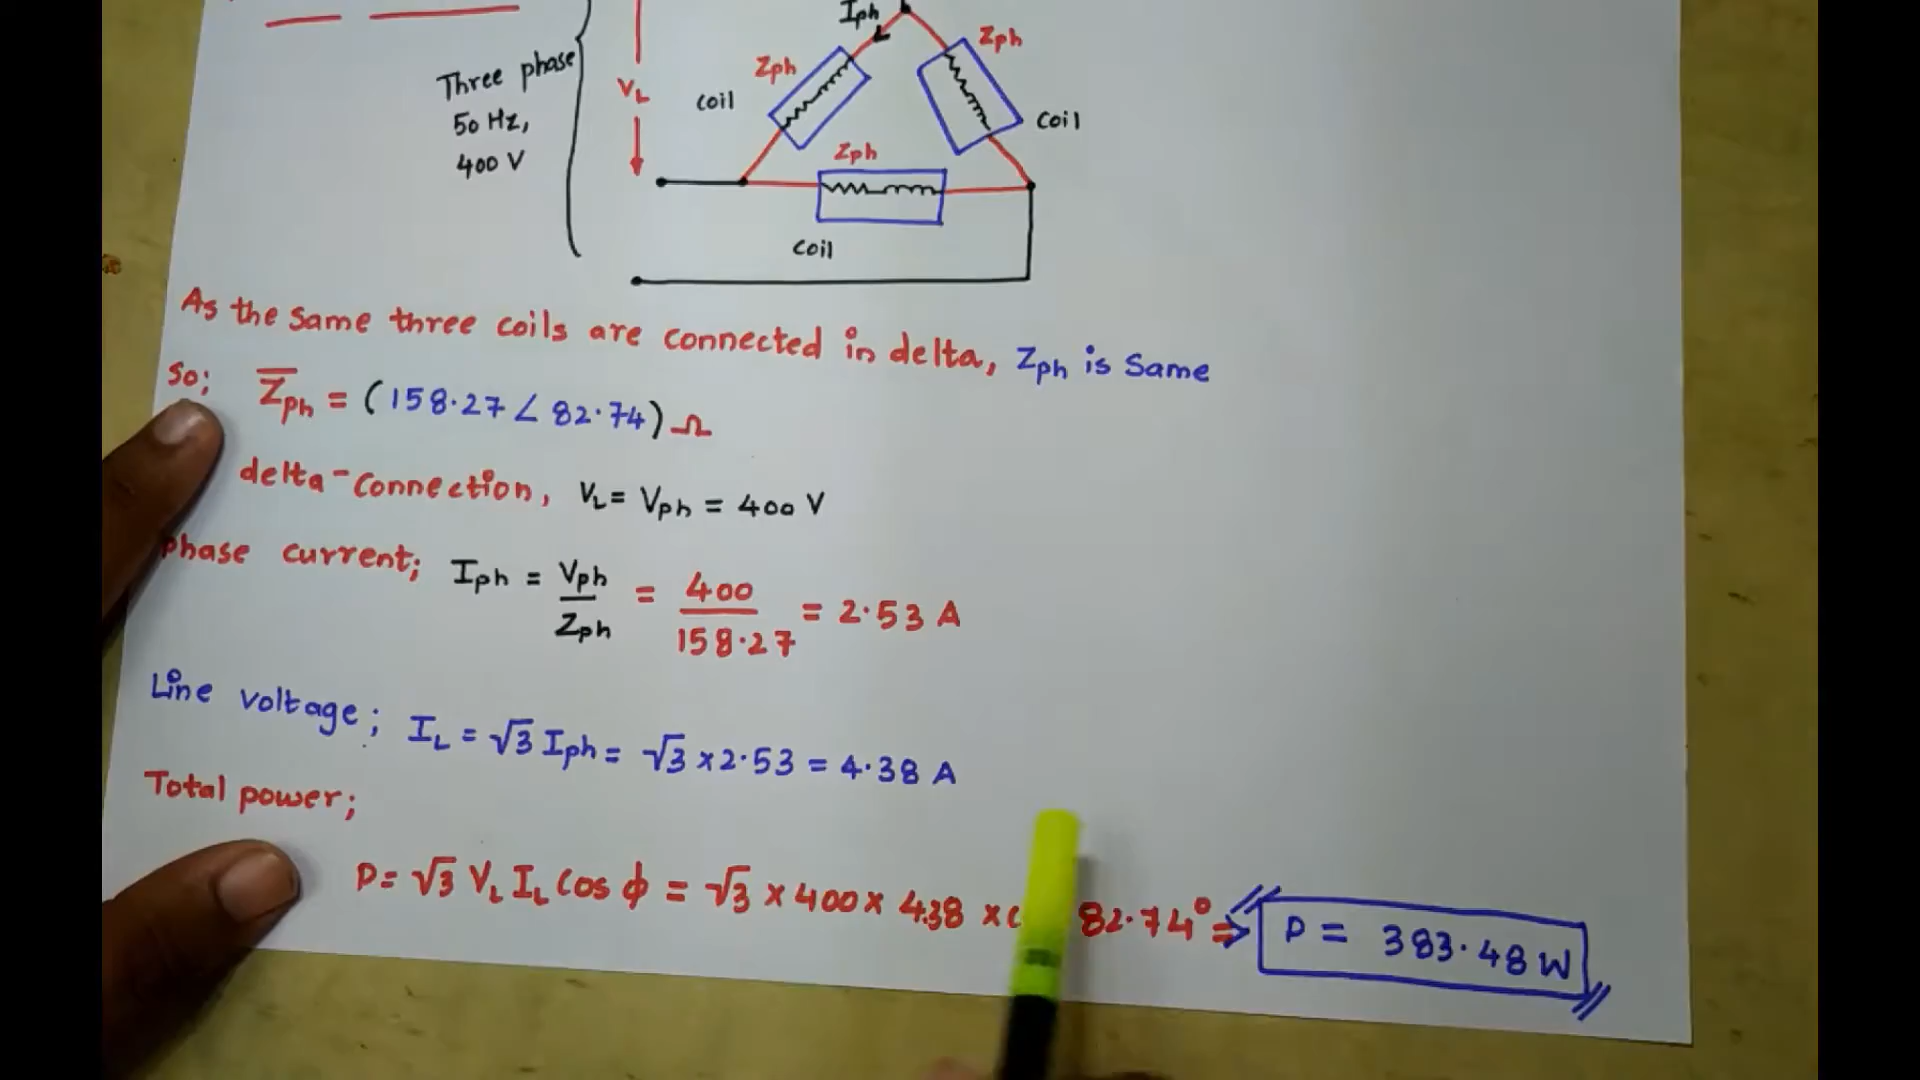 Iph
Zph
Zph
Three phase
VL
coil
coil
50 Hz,
400 V
Zph
coil
As the same three coils are connected in delta, Zph is same
so; Z̅ph = (158.27 ∠ 82.74) Ω
delta-connection, VL = Vph = 400 V
phase current; Iph = Vph / Zph = 400 / 158.27 = 2.53 A
Line voltage; IL = √3 Iph = √3 × 2.53 = 4.38 A
Total power;
P = √3 VL IL Cos ϕ = √3 × 400 × 4.38 × 82.74° ⇒ P = 383.48 W